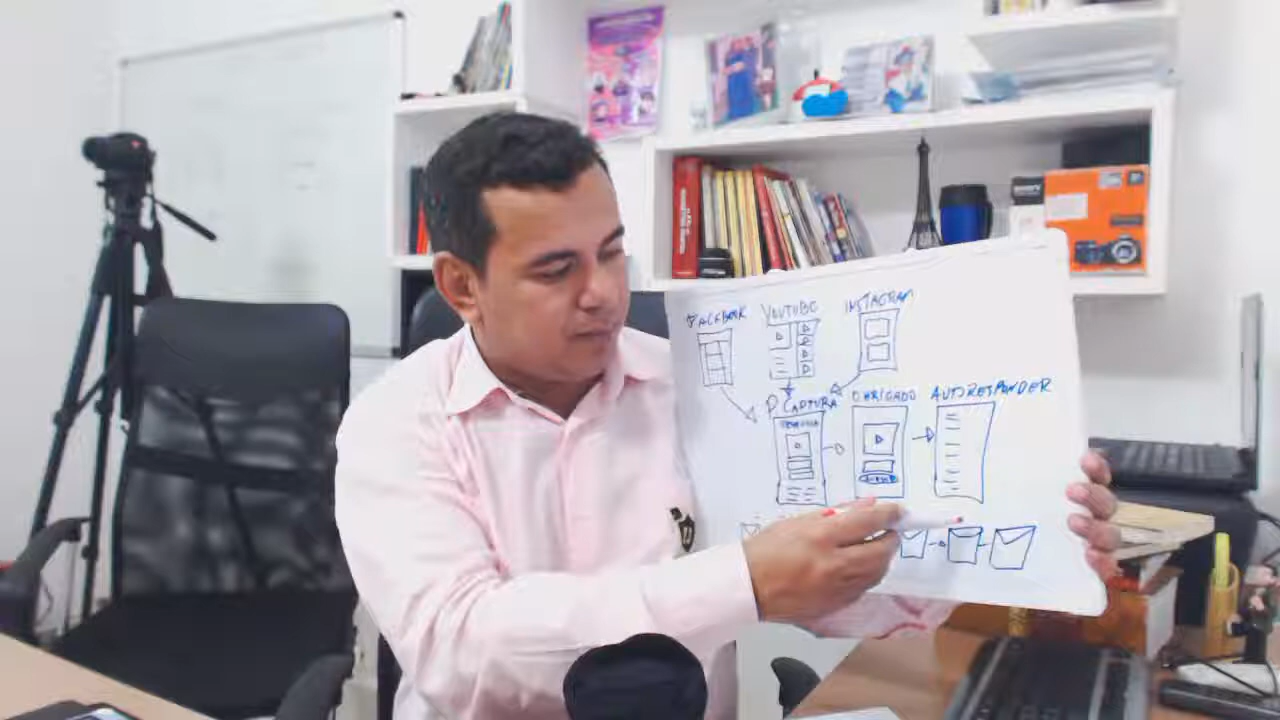 FACEBOOK YOUTUBE INSTAGRAM
P CAPTURA OBRIGADO AUTORESPONDER